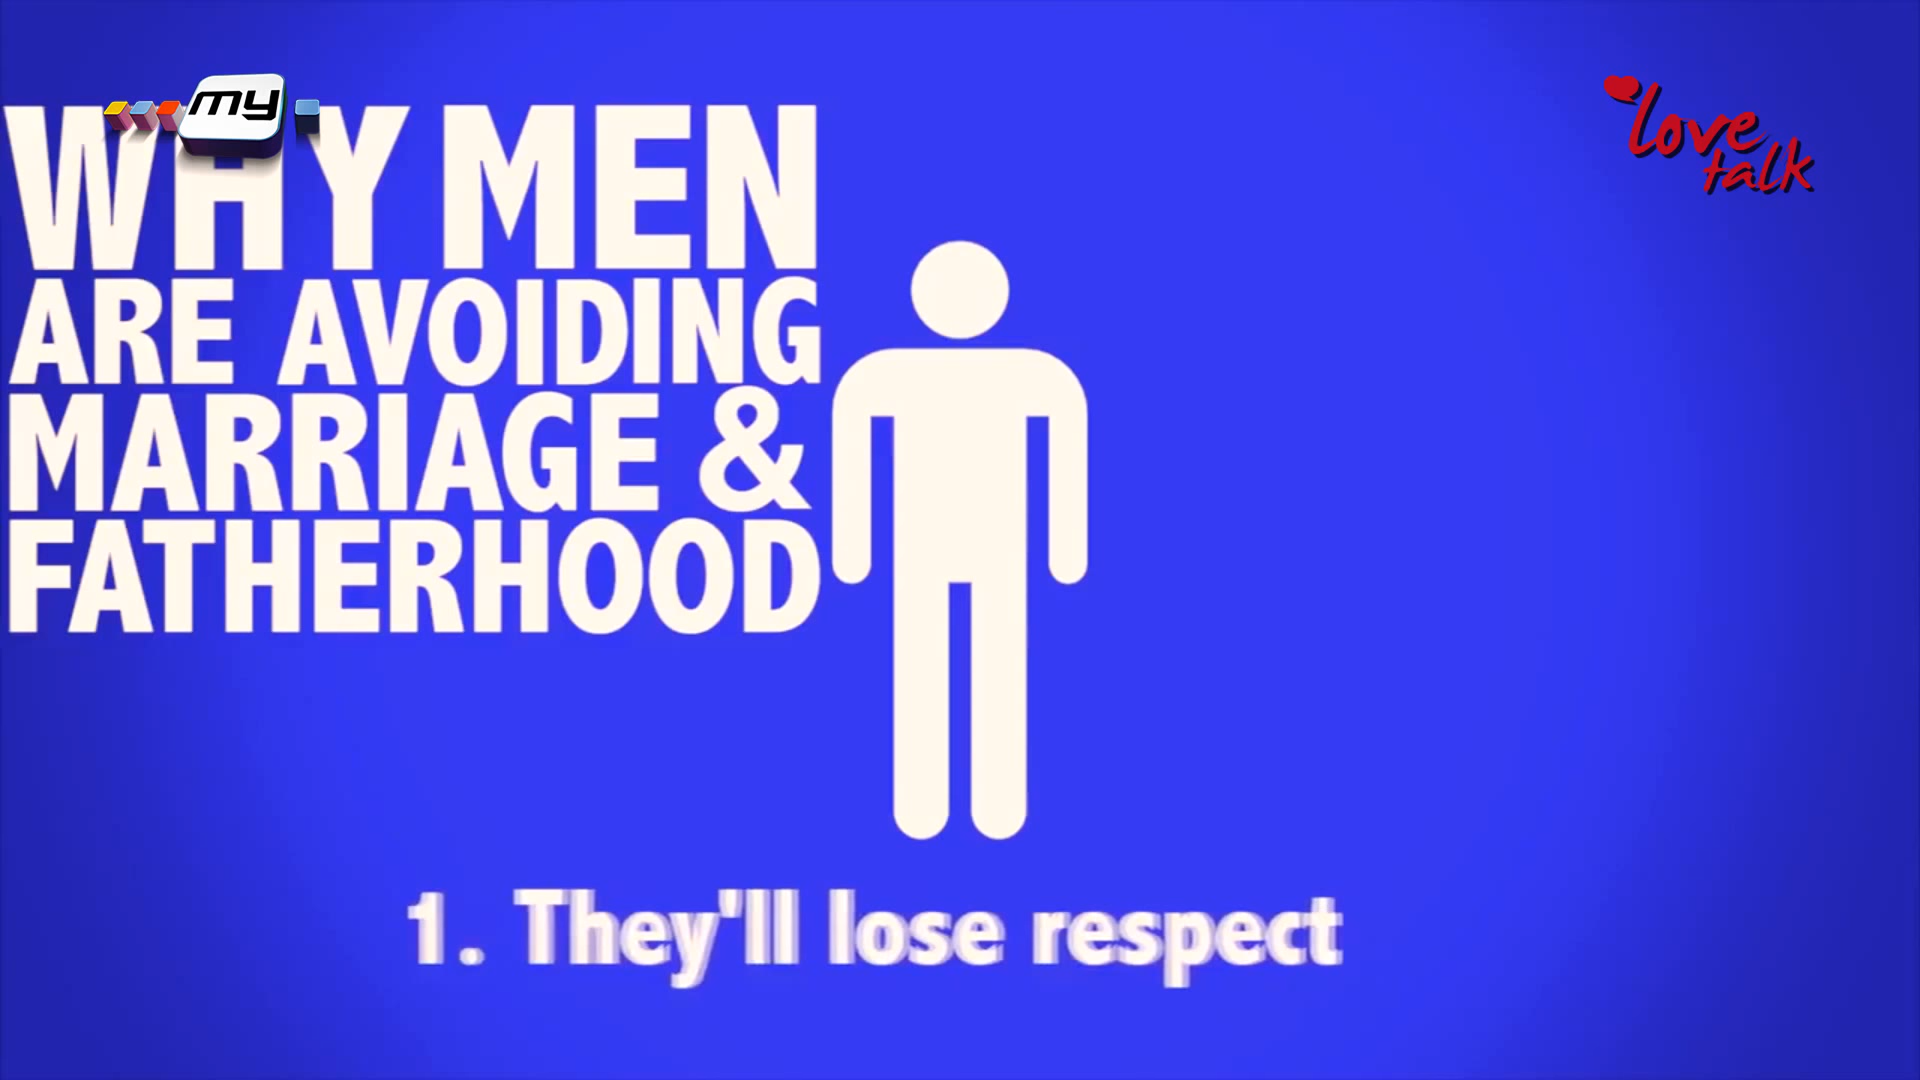 my
love
talk
WHY MEN
ARE AVOIDING
MARRIAGE &
FATHERHOOD
1. They'll lose respect